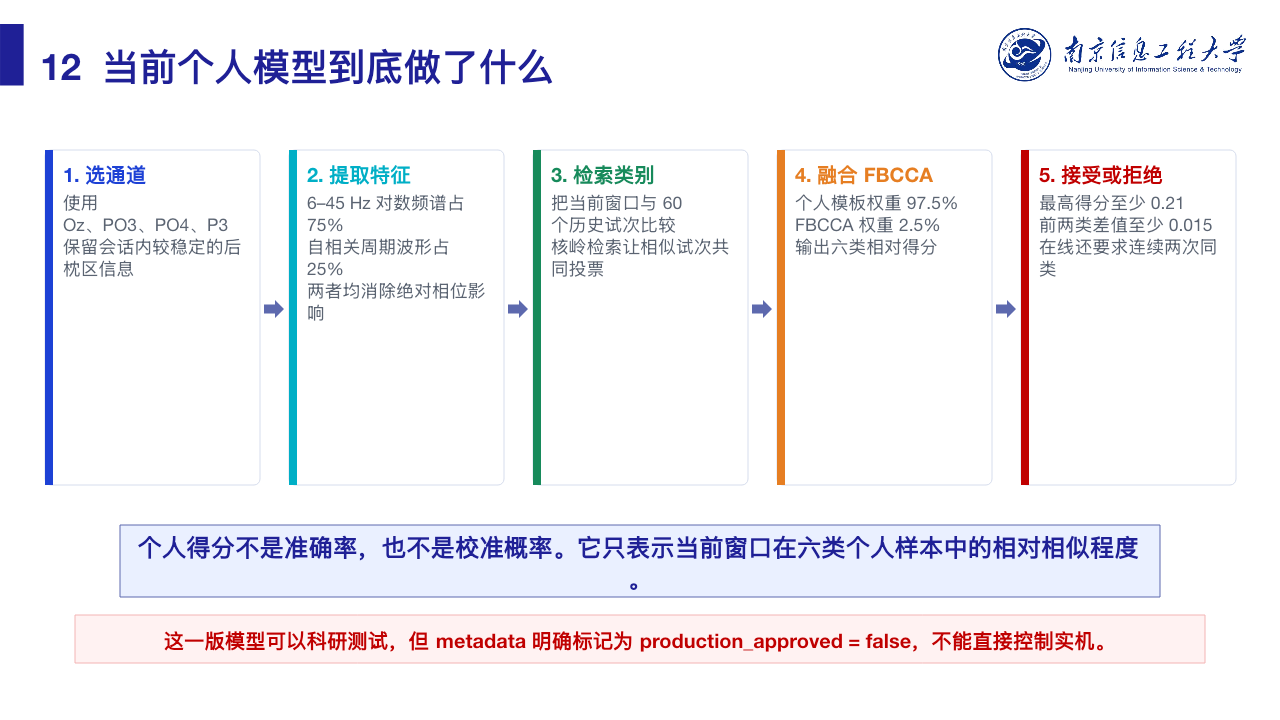 12 当前个人模型到底做了什么
南京信息工程大学
Nanjing University of Information Science & Technology
1. 选通道
使用
Oz、PO3、PO4、P3
保留会话内较稳定的后
枕区信息
2. 提取特征
6–45 Hz 对数频谱占
75%
自相关周期波形占
25%
两者均消除绝对相位影
响
3. 检索类别
把当前窗口与 60
个历史试次比较
核岭检索让相似试次共
同投票
4. 融合 FBCCA
个人模板权重 97.5%
FBCCA 权重 2.5%
输出六类相对得分
5. 接受或拒绝
最高得分至少 0.21
前两类差值至少 0.015
在线还要求连续两次同
类
个人得分不是准确率，也不是校准概率。它只表示当前窗口在六类个人样本中的相对相似程度
。
这一版模型可以科研测试，但 metadata 明确标记为 production_approved = false，不能直接控制实机。